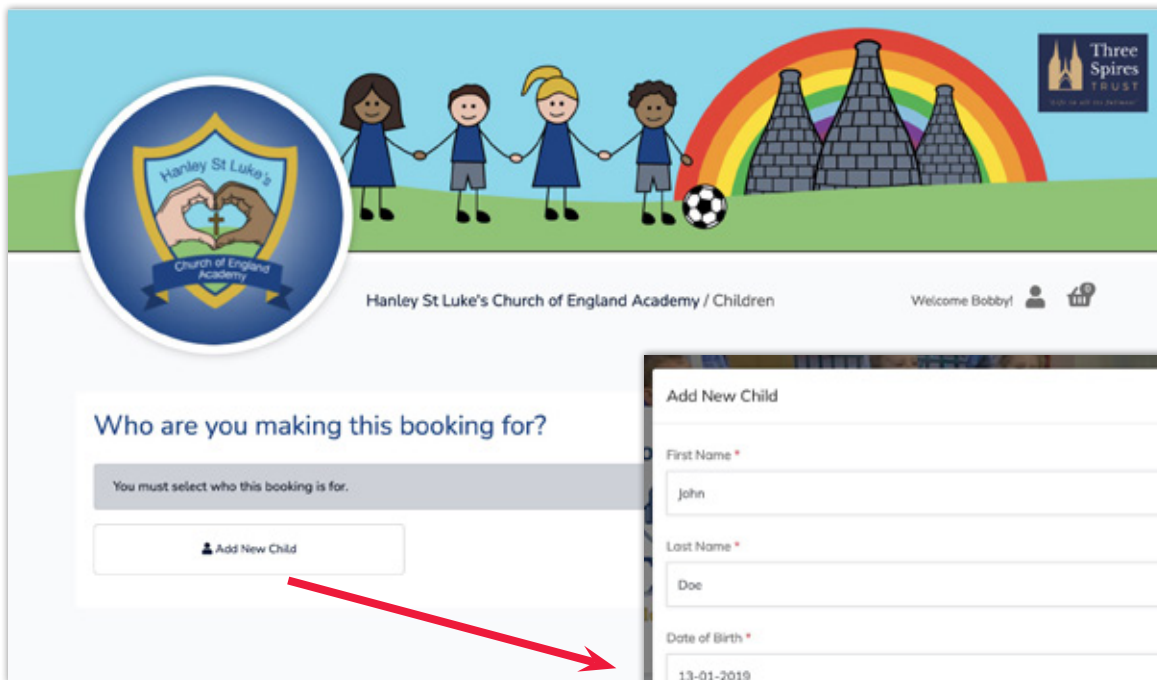 Three
Spires
TRUST
Hanley St Luke's
Church of England
Academy
Hanley St Luke's Church of England Academy / Children
Welcome Bobby!
0
Who are you making this booking for?
You must select who this booking is for.
Add New Child
Add New Child
First Name *
John
Last Name *
Doe
Date of Birth *
13-01-2019